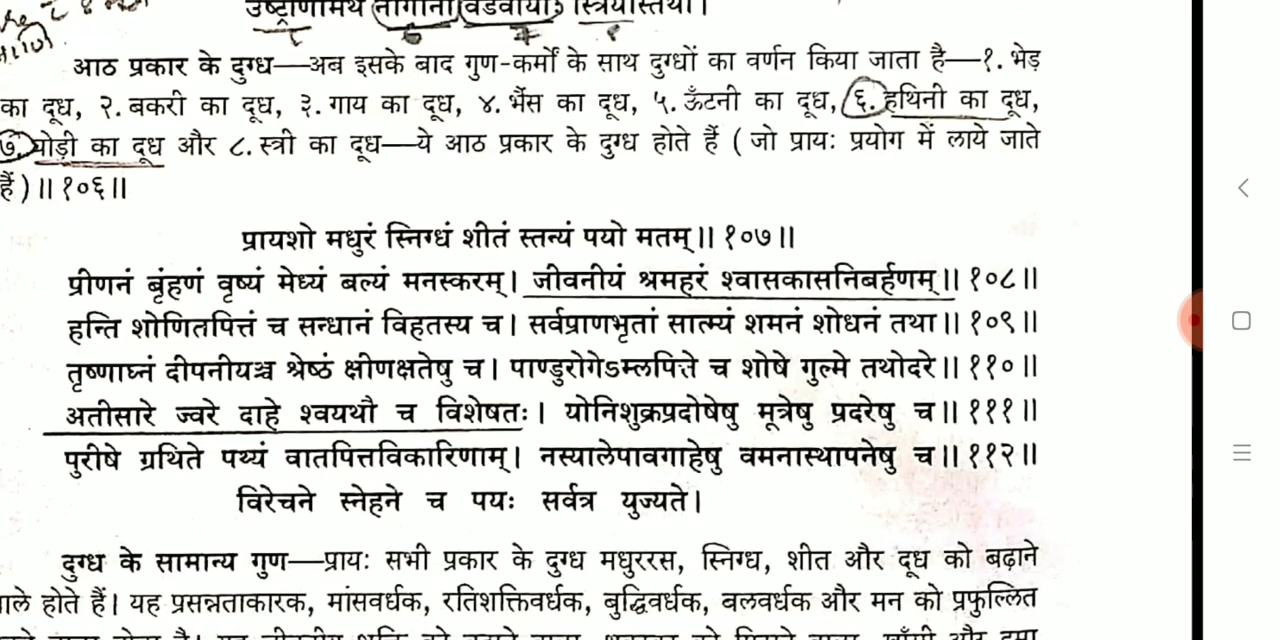 उष्ट्राणामथ नागीनां वडवायाः स्त्रियास्तथा।
आठ प्रकार के दुग्ध—अब इसके बाद गुण-कर्मों के साथ दुग्धों का वर्णन किया जाता है—१. भेड़
का दूध, २. बकरी का दूध, ३. गाय का दूध, ४. भैंस का दूध, ५. ऊँटनी का दूध, ६. हथिनी का दूध,
७. घोड़ी का दूध और ८. स्त्री का दूध—ये आठ प्रकार के दुग्ध होते हैं ( जो प्रायः प्रयोग में लाये जाते
हैं )॥१०६॥
प्रायशो मधुरं स्निग्धं शीतं स्तन्यं पयो मतम्॥ १०७॥
प्रीणनं बृंहणं वृष्यं मेध्यं बल्यं मनस्करम्। जीवनीयं श्रमहरं श्वासकासनिबर्हणम्॥ १०८॥
हन्ति शोणितपित्तं च सन्धानं विहतस्य च। सर्वप्राणभृतां सात्म्यं शमनं शोधनं तथा॥ १०९॥
तृष्णाघ्नं दीपनीयञ्च श्रेष्ठं क्षीणक्षतेषु च। पाण्डुरोगेऽम्लपित्ते च शोषे गुल्मे तथोदरे॥ ११०॥
अतीसारे ज्वरे दाहे श्वयथौ च विशेषतः। योनिशुक्रप्रदोषेषु मूत्रेषु प्रदरेषु च॥ १११॥
पुरीषे ग्रथिते पथ्यं वातपित्तविकारिणाम्। नस्यालेपावगाहेषु वमनास्थापनेषु च॥ ११२॥
विरेचने स्नेहने च पयः सर्वत्र युज्यते।
दुग्ध के सामान्य गुण—प्रायः सभी प्रकार के दुग्ध मधुररस, स्निग्ध, शीत और दूध को बढ़ाने
वाले होते हैं। यह प्रसन्नताकारक, मांसवर्धक, रतिशक्तिवर्धक, बुद्धिवर्धक, बलवर्धक और मन को प्रफुल्लित